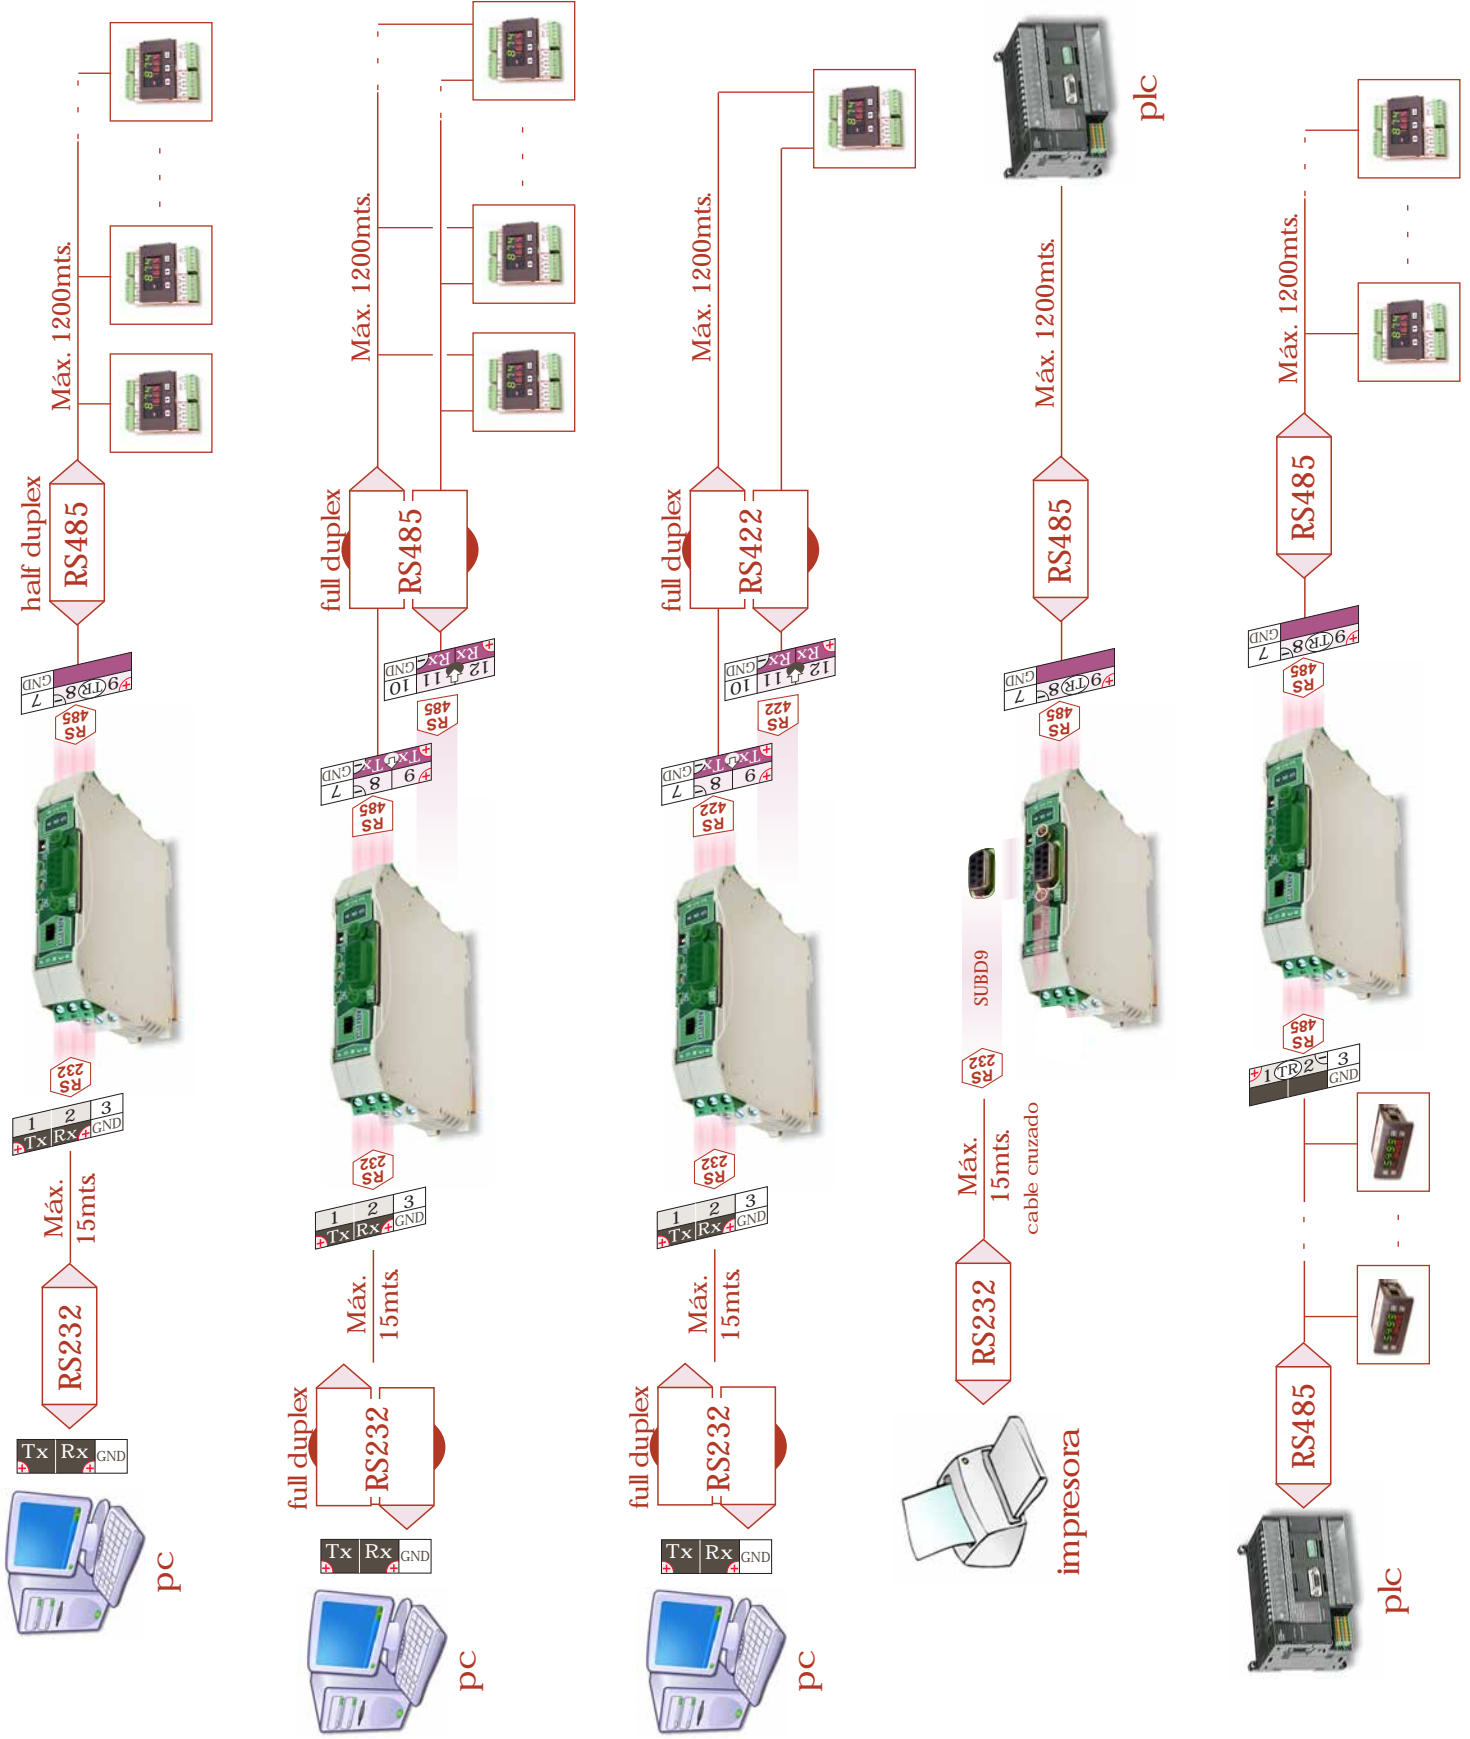 pc
Tx Rx GND
RS232
Máx.
15mts.
1 2 3
Tx Rx GND
RS
232
RS
485
7 8 9
GND TR
half duplex
RS485
Máx. 1200mts.
pc
Tx Rx GND
full duplex
RS232
Máx.
15mts.
1 2 3
Tx Rx GND
RS
232
RS
485
7 8 9
GND Tx Tx
RS
485
10 11 12
GND Rx Rx
full duplex
RS485
Máx. 1200mts.
pc
Tx Rx GND
full duplex
RS232
Máx.
15mts.
1 2 3
Tx Rx GND
RS
232
RS
422
7 8 9
GND Tx Tx
RS
422
10 11 12
GND Rx Rx
full duplex
RS422
Máx. 1200mts.
impresora
RS232
Máx.
15mts.
cable cruzado
RS
232
SUBD9
RS
485
7 8 9
GND TR
RS485
Máx. 1200mts.
plc
plc
RS485
1 TR 2 3
GND
RS
485
RS
485
7 8 9
GND TR
RS485
Máx. 1200mts.